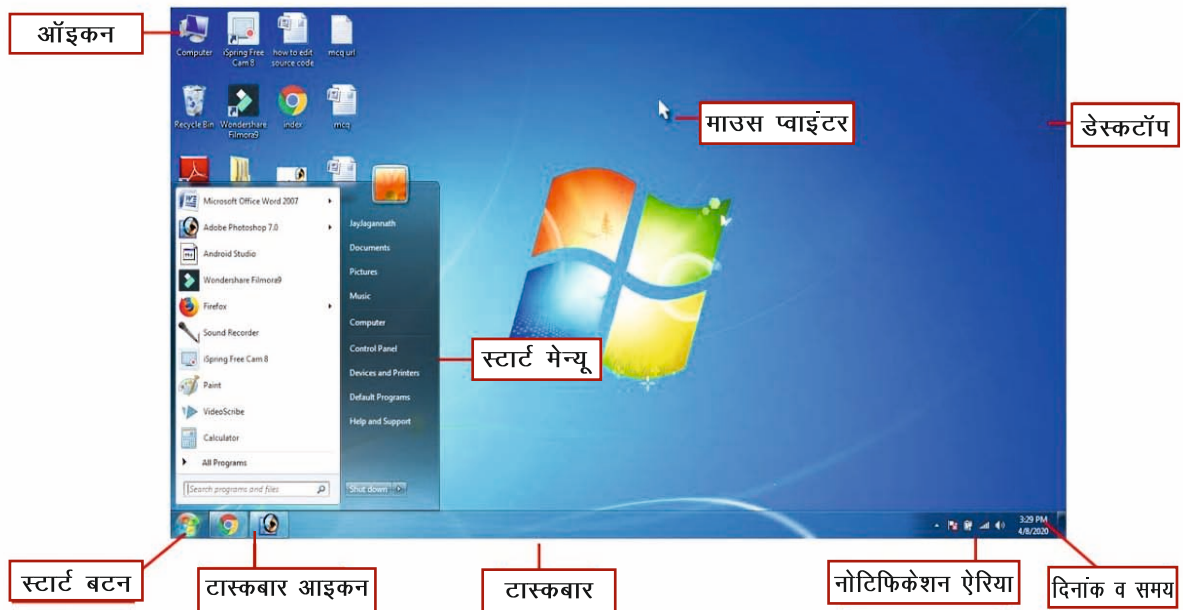 ऑइकन
Computer
iSpring Free Cam 8
how to edit source code
mcq url
Recycle Bin
Wondershare Filmora9
index
mcq
माउस प्वाइंटर
डेस्कटॉप
Microsoft Office Word 2007
Adobe Photoshop 7.0
Android Studio
Wondershare Filmora9
Firefox
Sound Recorder
iSpring Free Cam 8
Paint
VideoScribe
Calculator
All Programs
Search programs and files
JayJagannath
Documents
Pictures
Music
Computer
Control Panel
Devices and Printers
Default Programs
Help and Support
Shut down
स्टार्ट मेन्यू
3:29 PM
4/8/2020
स्टार्ट बटन
टास्कबार आइकन
टास्कबार
नोटिफिकेशन ऐरिया
दिनांक व समय